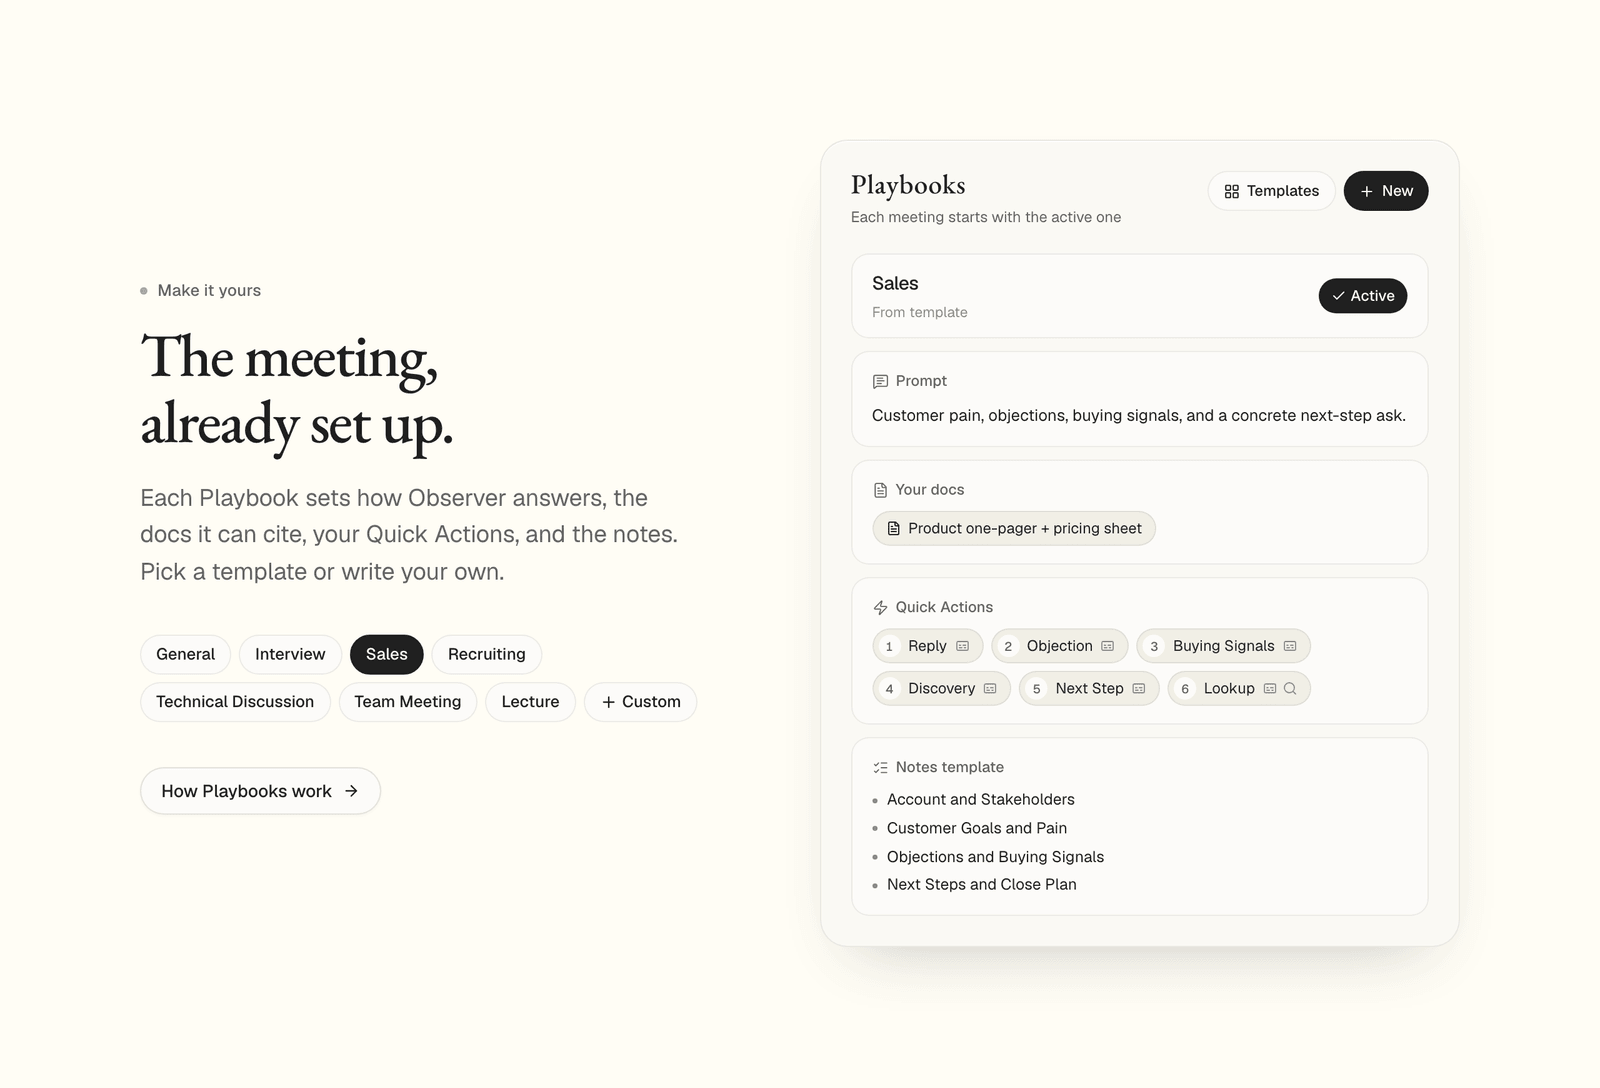 Make it yours
The meeting,
already set up.
Each Playbook sets how Observer answers, the
docs it can cite, your Quick Actions, and the notes.
Pick a template or write your own.
General Interview Sales Recruiting
Technical Discussion Team Meeting Lecture + Custom
How Playbooks work →
Playbooks
Each meeting starts with the active one
Templates + New
Sales
From template
✓ Active
Prompt
Customer pain, objections, buying signals, and a concrete next-step ask.
Your docs
Product one-pager + pricing sheet
Quick Actions
1 Reply 2 Objection 3 Buying Signals
4 Discovery 5 Next Step 6 Lookup
Notes template
• Account and Stakeholders
• Customer Goals and Pain
• Objections and Buying Signals
• Next Steps and Close Plan